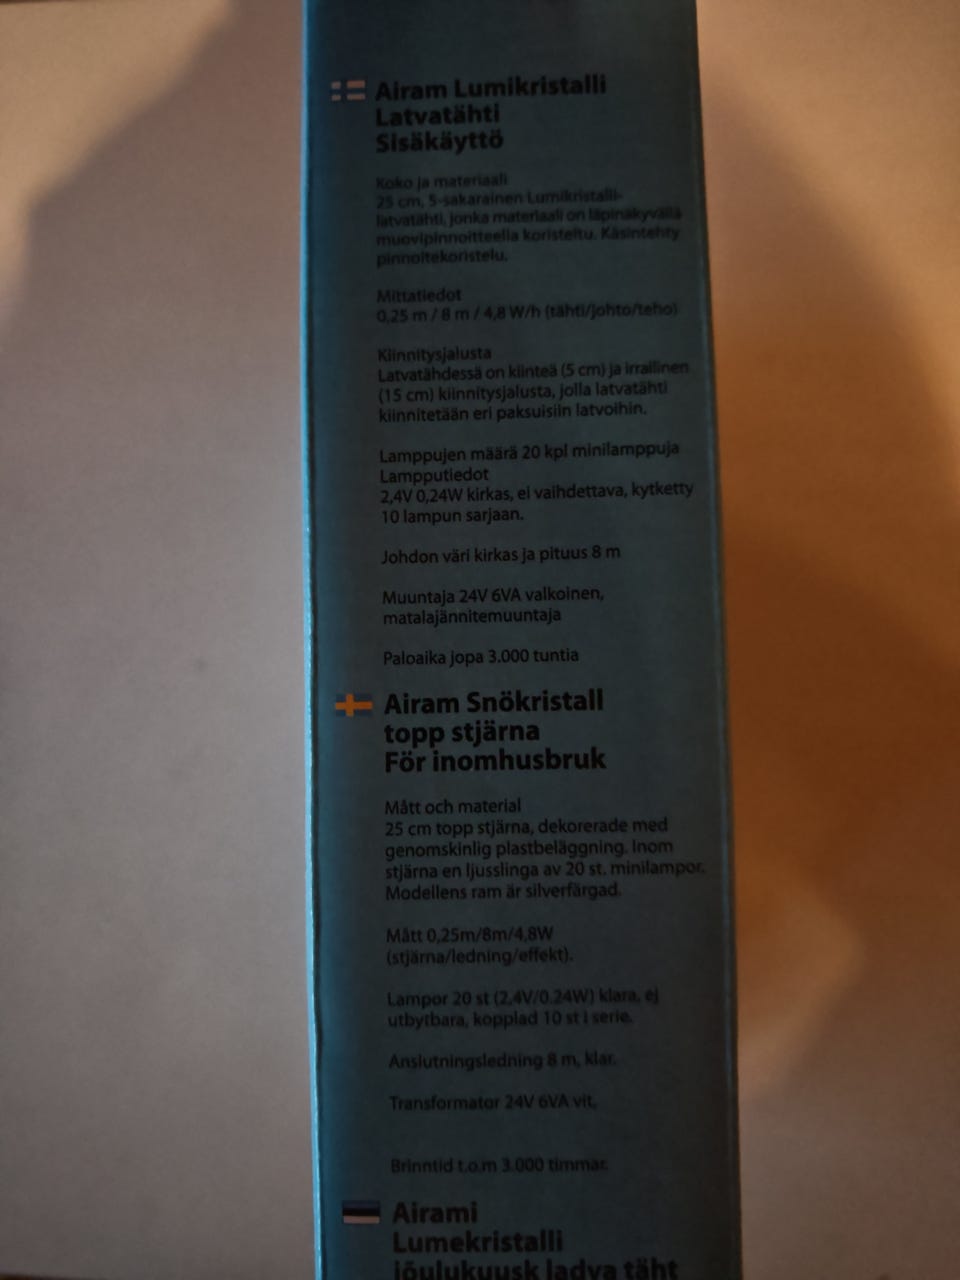 Airam Lumikristalli
Latvatähti
Sisäkäyttö
Koko ja materiaali
25 cm, 5-sakarainen Lumikristalli-
latvatähti, jonka materiaali on läpinäkyvällä
muovipinnoitteella koristeltu. Käsintehty
pinnoitekoristelu.
Mittatiedot
0,25 m / 8 m / 4,8 W/h (tähti/johto/teho)
Kiinnitysjalusta
Latvatähdessä on kiinteä (5 cm) ja irrallinen
(15 cm) kiinnitysjalusta, jolla latvatähti
kiinnitetään eri paksuisiin latvoihin.
Lamppujen määrä 20 kpl minilamppuja
Lampputiedot
2,4V 0,24W kirkas, ei vaihdettava, kytketty
10 lampun sarjaan.
Johdon väri kirkas ja pituus 8 m
Muuntaja 24V 6VA valkoinen,
matalajännitemuuntaja
Paloaika jopa 3.000 tuntia
Airam Snökristall
topp stjärna
För inomhusbruk
Mått och material
25 cm topp stjärna, dekorerade med
genomskinlig plastbeläggning. Inom
stjärna en ljusslinga av 20 st. minilampor.
Modellens ram är silverfärgad.
Mått 0,25m/8m/4,8W
(stjärna/ledning/effekt).
Lampor 20 st (2,4V/0.24W) klara, ej
utbytbara, kopplad 10 st i serie.
Anslutningsledning 8 m, klar.
Transformator 24V 6VA vit.
Brinntid t.o.m 3.000 timmar.
Airami
Lumekristalli
jõulukuusk ladva täht